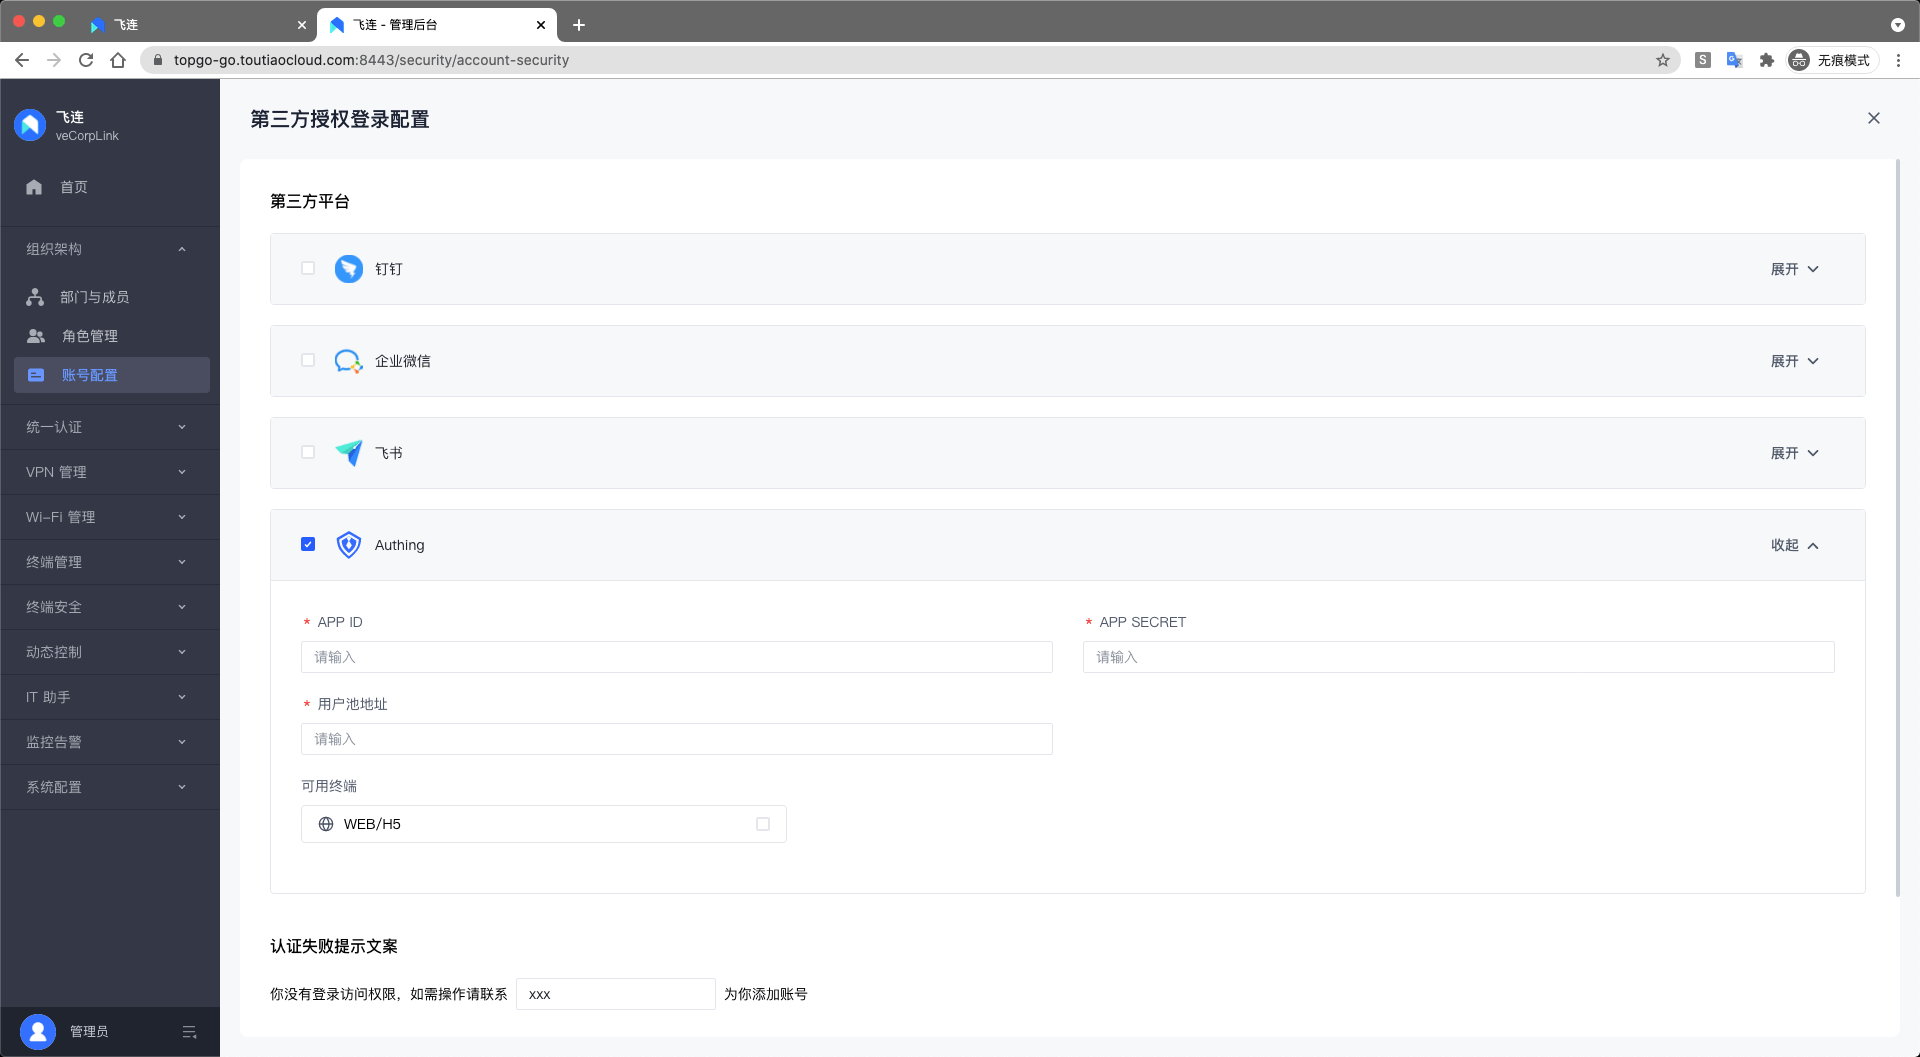 飞连
飞连 - 管理后台
topgo-go.toutiaocloud.com:8443/security/account-security
S
无痕模式
飞连
veCorpLink
首页
组织架构
部门与成员
角色管理
账号配置
统一认证
VPN 管理
Wi-Fi 管理
终端管理
终端安全
动态控制
IT 助手
监控告警
系统配置
管理员
第三方授权登录配置
第三方平台
钉钉
展开
企业微信
展开
飞书
展开
Authing
收起
* APP ID
* APP SECRET
请输入
请输入
* 用户池地址
请输入
可用终端
WEB/H5
认证失败提示文案
你没有登录访问权限，如需操作请联系 xxx 为你添加账号